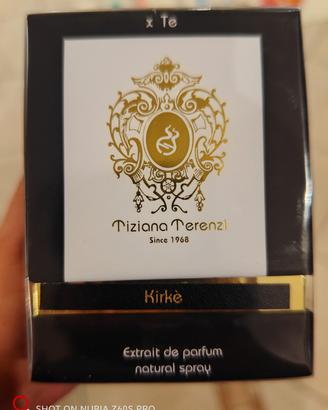 x Te
Tiziana Terenzi
Since 1968
Kirkè
Extrait de parfum
natural spray
SHOT ON NUBIA Z60S PRO